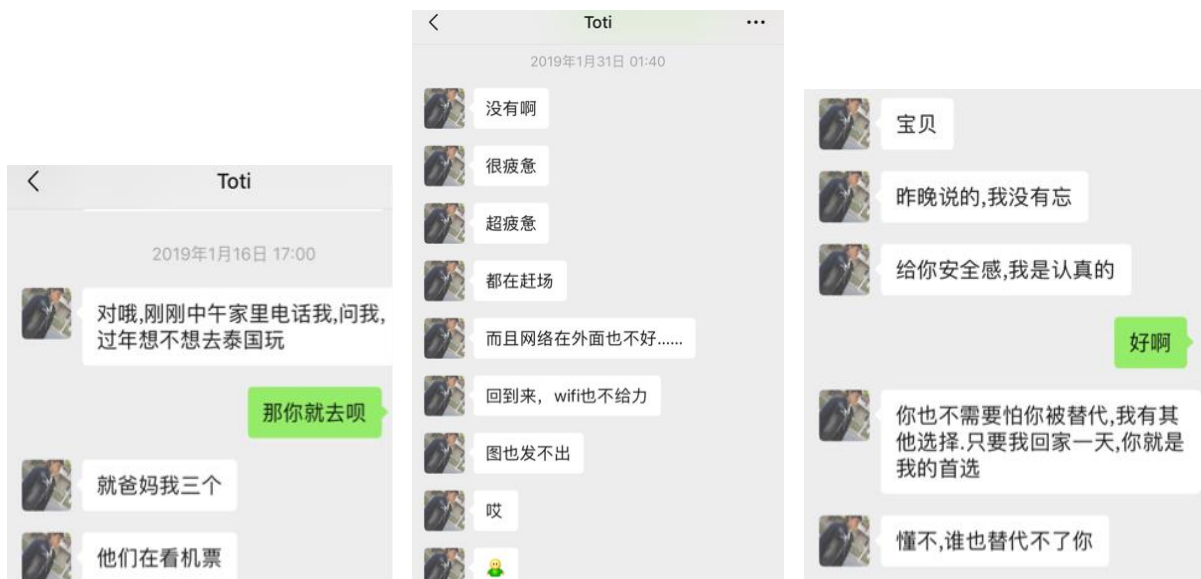 Toti
2019年1月16日 17:00
对哦,刚刚中午家里电话我,问我,
过年想不想去泰国玩
那你就去呗
就爸妈我三个
他们在看机票
Toti
2019年1月31日 01:40
没有啊
很疲惫
超疲惫
都在赶场
而且网络在外面也不好……
回到来，wifi也不给力
图也发不出
哎
宝贝
昨晚说的,我没有忘
给你安全感,我是认真的
好啊
你也不需要怕你被替代,我有其
他选择.只要我回家一天,你就是
我的首选
懂不,谁也替代不了你